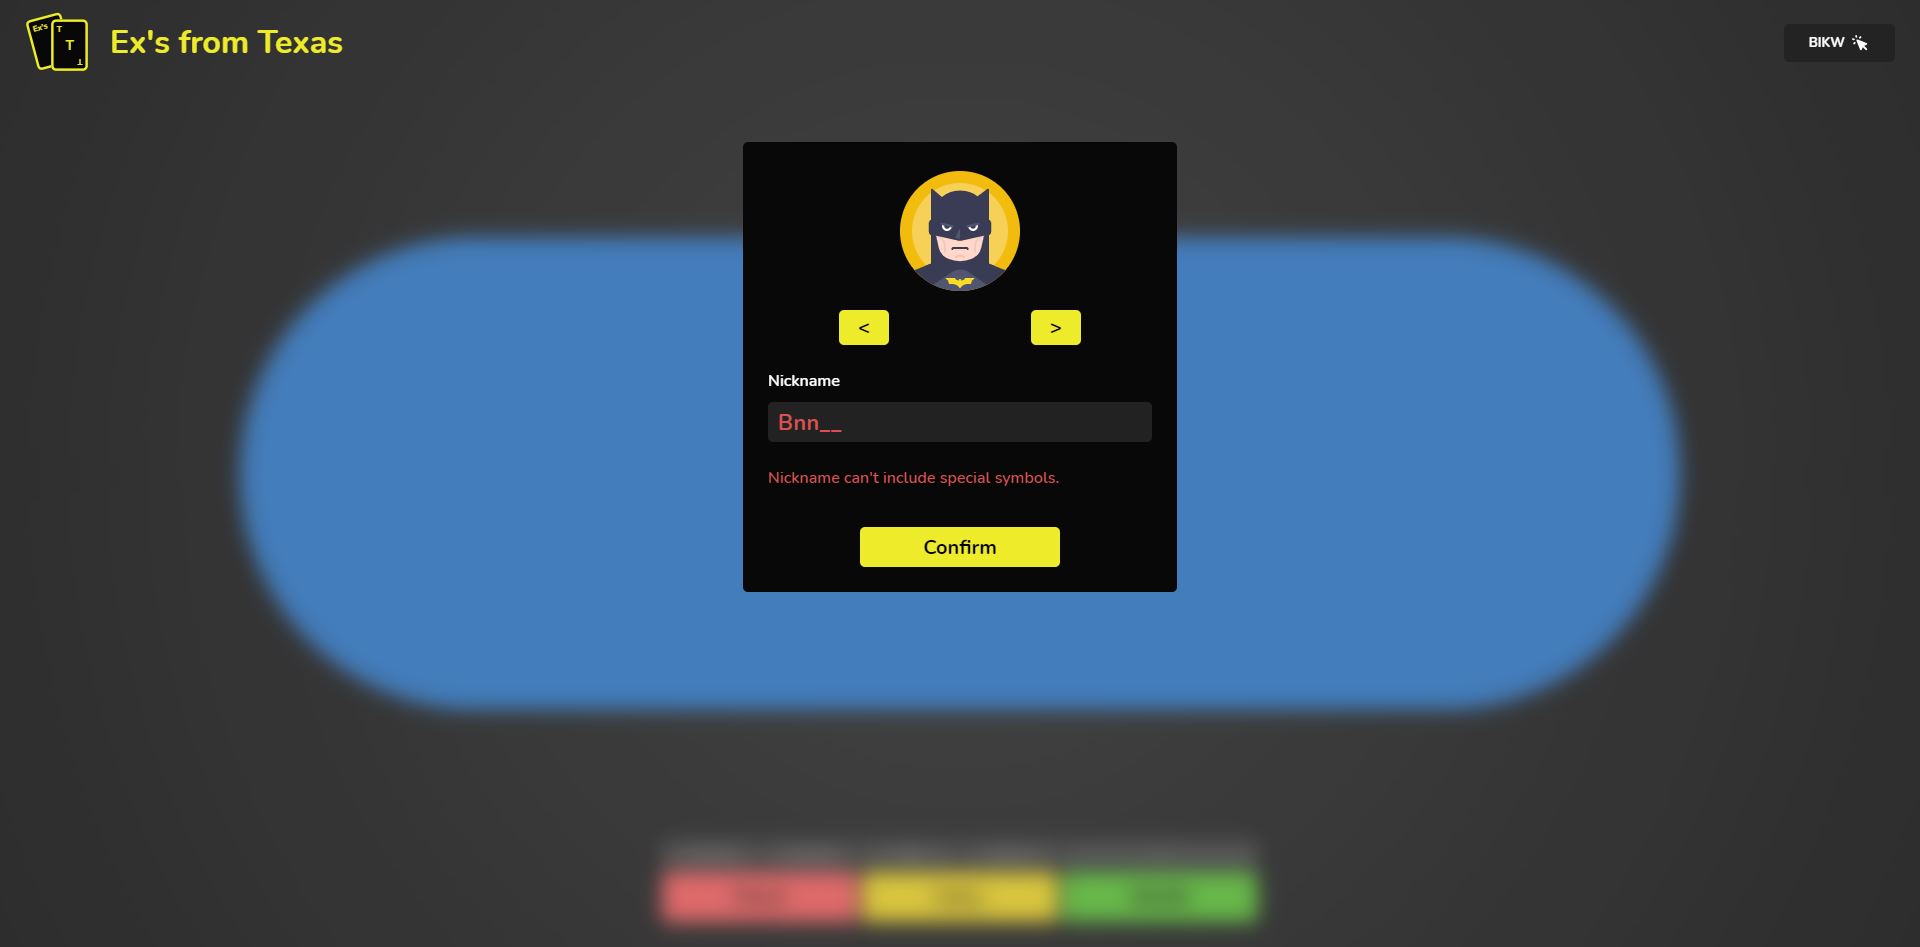 Ex's
T
T
T
Ex's from Texas
BIKW
<
>
Nickname
Bnn__
Nickname can't include special symbols.
Confirm